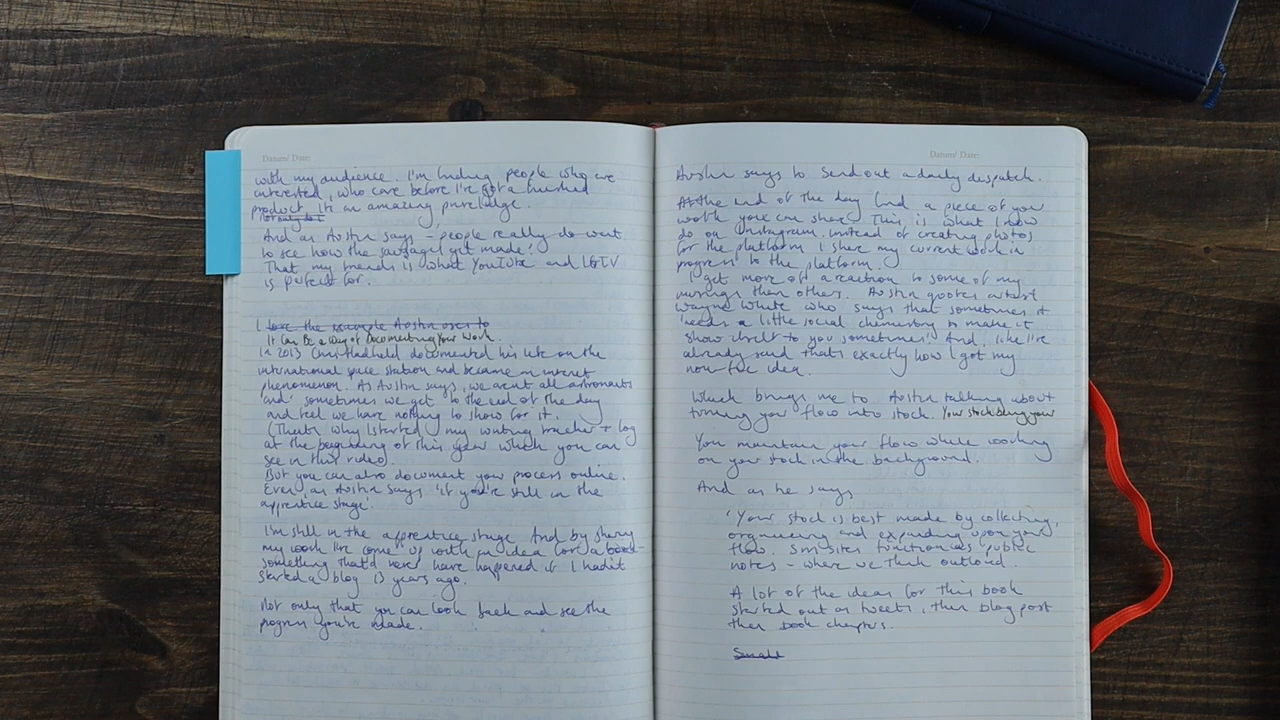 Datum/ Date:
with my audience. I'm finding people who are
interested, who care before I've got a finished
product. It's an amazing privelidge.
And as Austin says - 'people really do want
to see how the sausage get made.'
That my friends is what YouTube and IGTV
is perfect for.
I love the example Austin uses to
It Can Be a Way of Documenting Your Work.
In 2013 Chris Hadfield documented his life on the
international space station and became an internet
phenomenon. As Austin says, we aren't all astronauts
'and' sometimes we get to the end of the day
and feel we have nothing to show for it.
(That's why I started my writing tracker + log
at the beginning of this year which you can
see in this video).
But you can also document your process online.
Even, as Austin says 'if you're still in the
apprentice stage'.
I'm still in the apprentice stage. And by sharing
my work I've come up with an idea for a book
something that'd never have happened if I hadn't
started a blog 13 years ago.
Not only that you can look back and see the
progress you've made.
Datum/ Date:
Austin says to send out a daily dispatch.
At the end of the day find a piece of your
work you can share. This is what I now
do on Instagram. instead of creating photos
for the platform I share my current work in
progress to the platform.
I get more of a reaction to some of my
musings than others. Austin quotes artist
Wayne White who says that sometimes it
'needs a little social chemistry to make it
show itself to you sometimes.' And, like I've
already said that's exactly how I got my
idea.
Which brings me to Austin talking about
turning your flow into stock. Your stock being your
You maintain your flow while working
on your stock in the background.
And as he says
'Your stock is best made by collecting,
organising and expanding upon your
flow. Sm sites function as public
notes - where we think outloud.
A lot of the ideas for this book
started out as tweets, then blog post
then book chapters.